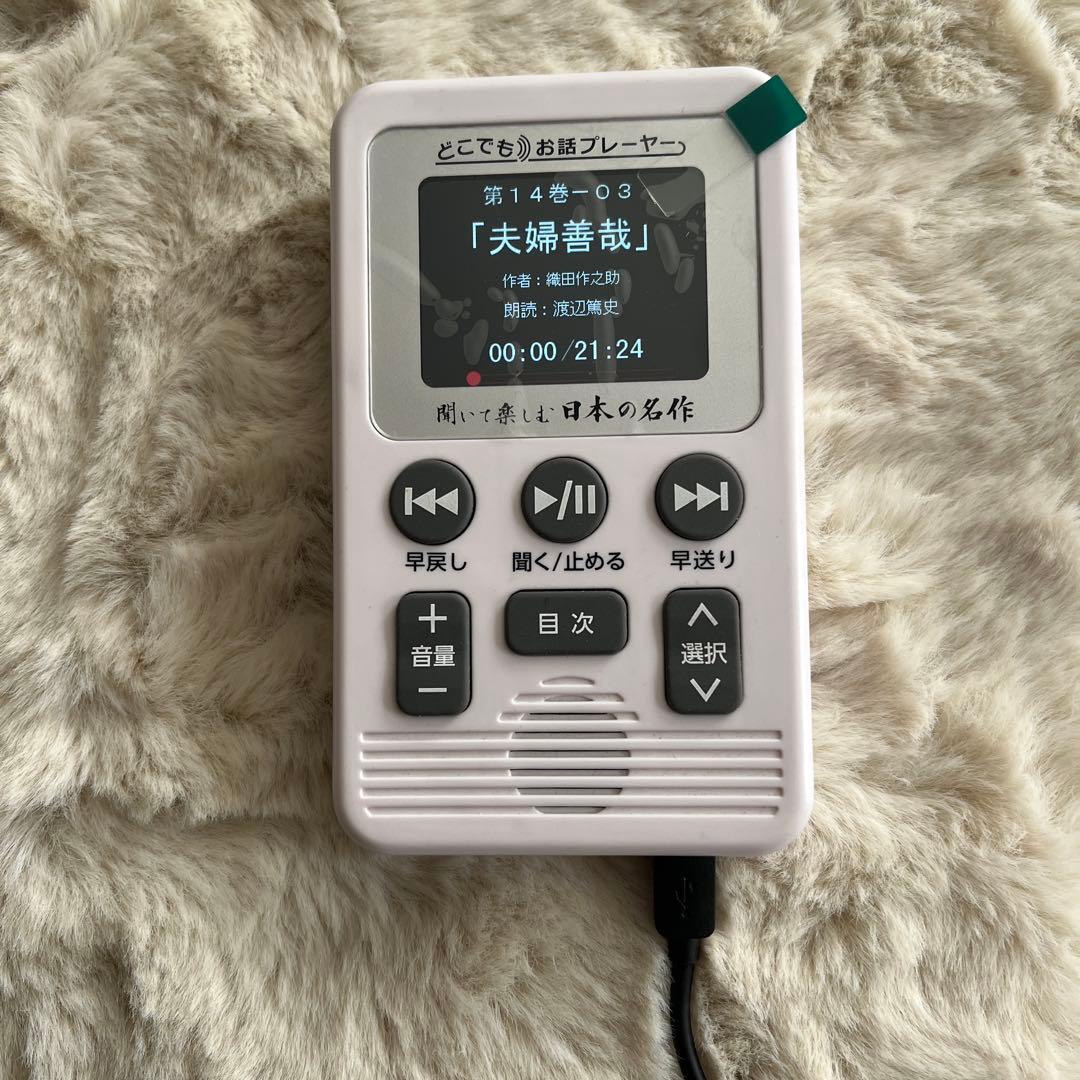 どこでもお話プレーヤー
第14巻－03
「夫婦善哉」
作者：織田作之助
朗読：渡辺篤史
00:00/21:24
聞いて楽しむ 日本の名作
早戻し 聞く/止める 早送り
＋ 音量 －
目次
選択